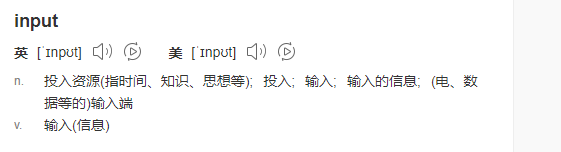 input
英 [ˈɪnpʊt] 美 [ˈɪnpʊt]
n. 投入资源(指时间、知识、思想等)；投入；输入；输入的信息；(电、数
据等的)输入端
v. 输入(信息)